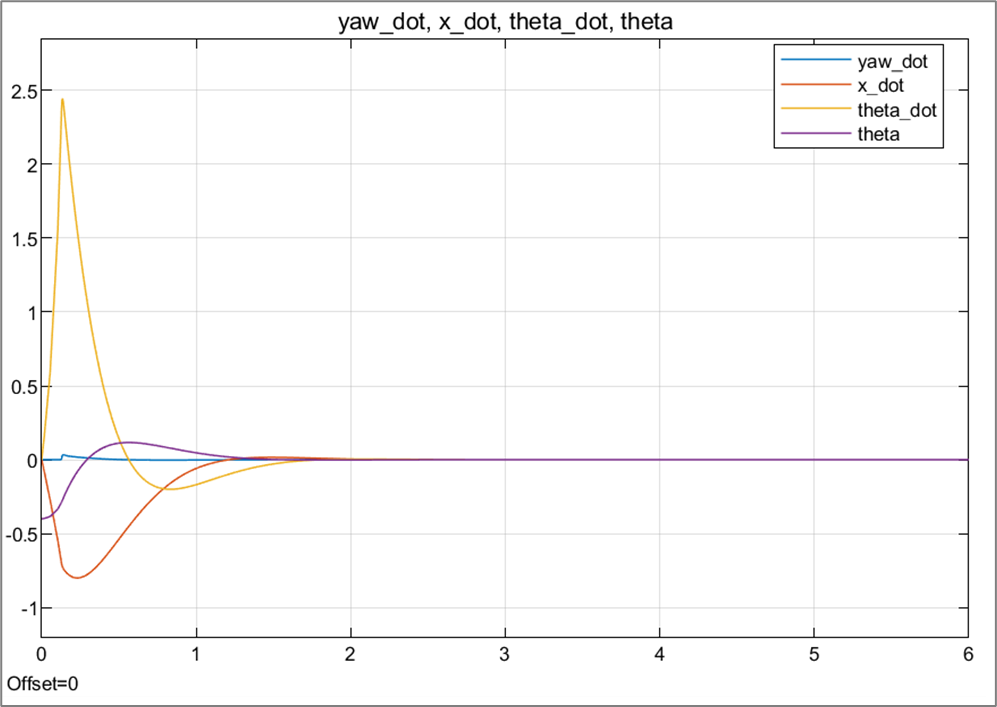 yaw_dot, x_dot, theta_dot, theta
yaw_dot
x_dot
theta_dot
theta
2.5
2
1.5
1
0.5
0
-0.5
-1
0 1 2 3 4 5 6
Offset=0